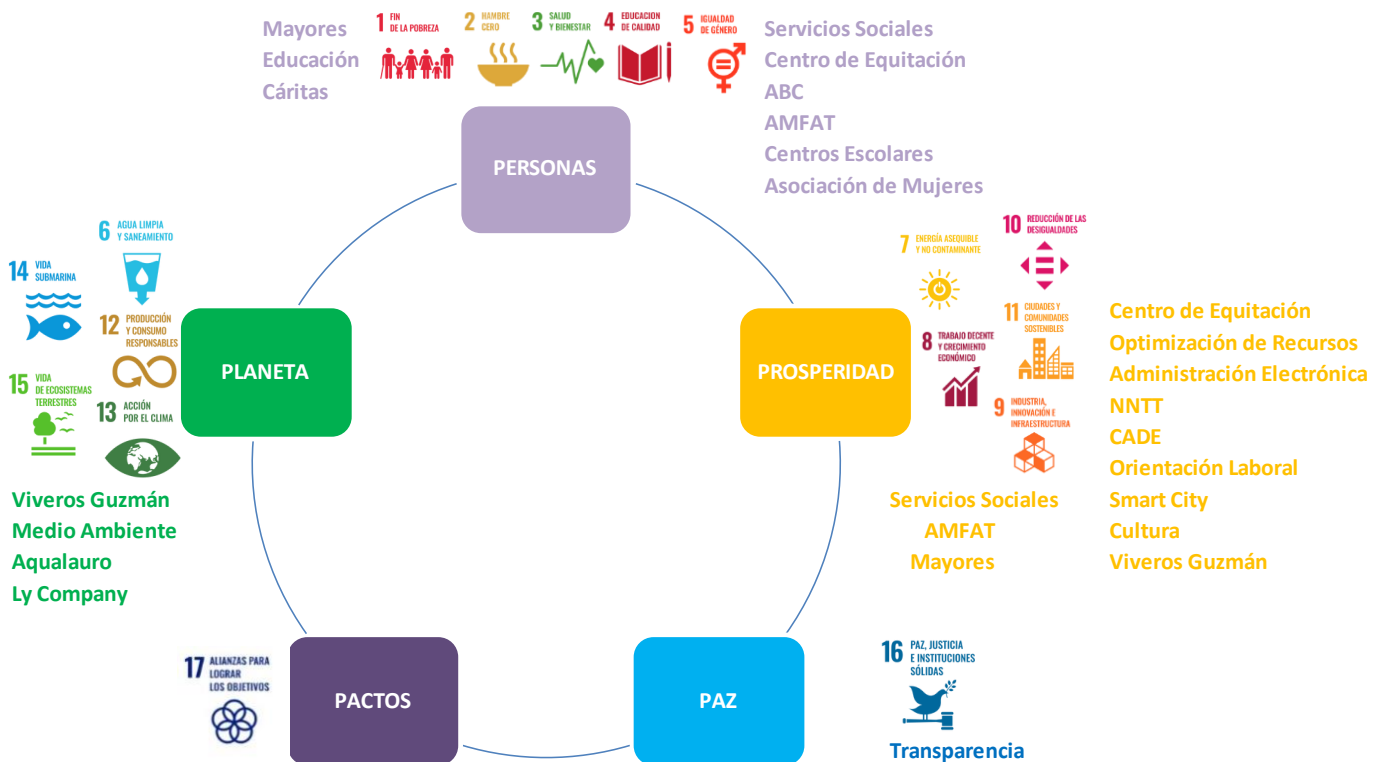 Mayores
Educación
Cáritas
1 FIN
DE LA POBREZA
2 HAMBRE
CERO
3 SALUD
Y BIENESTAR
4 EDUCACIÓN
DE CALIDAD
5 IGUALDAD
DE GÉNERO
Servicios Sociales
Centro de Equitación
ABC
AMFAT
Centros Escolares
Asociación de Mujeres
PERSONAS
6 AGUA LIMPIA
Y SANEAMIENTO
14 VIDA
SUBMARINA
12 PRODUCCIÓN
Y CONSUMO
RESPONSABLES
15 VIDA
DE ECOSISTEMAS
TERRESTRES
13 ACCIÓN
POR EL CLIMA
PLANETA
Viveros Guzmán
Medio Ambiente
Aqualauro
Ly Company
PROSPERIDAD
7 ENERGÍA ASEQUIBLE
Y NO CONTAMINANTE
10 REDUCCIÓN DE LAS
DESIGUALDADES
8 TRABAJO DECENTE
Y CRECIMIENTO
ECONÓMICO
11 CIUDADES Y
COMUNIDADES
SOSTENIBLES
9 INDUSTRIA,
INNOVACIÓN E
INFRAESTRUCTURA
Servicios Sociales
AMFAT
Mayores
Centro de Equitación
Optimización de Recursos
Administración Electrónica
NNTT
CADE
Orientación Laboral
Smart City
Cultura
Viveros Guzmán
17 ALIANZAS PARA
LOGRAR
LOS OBJETIVOS
PACTOS
PAZ
16 PAZ, JUSTICIA
E INSTITUCIONES
SÓLIDAS
Transparencia